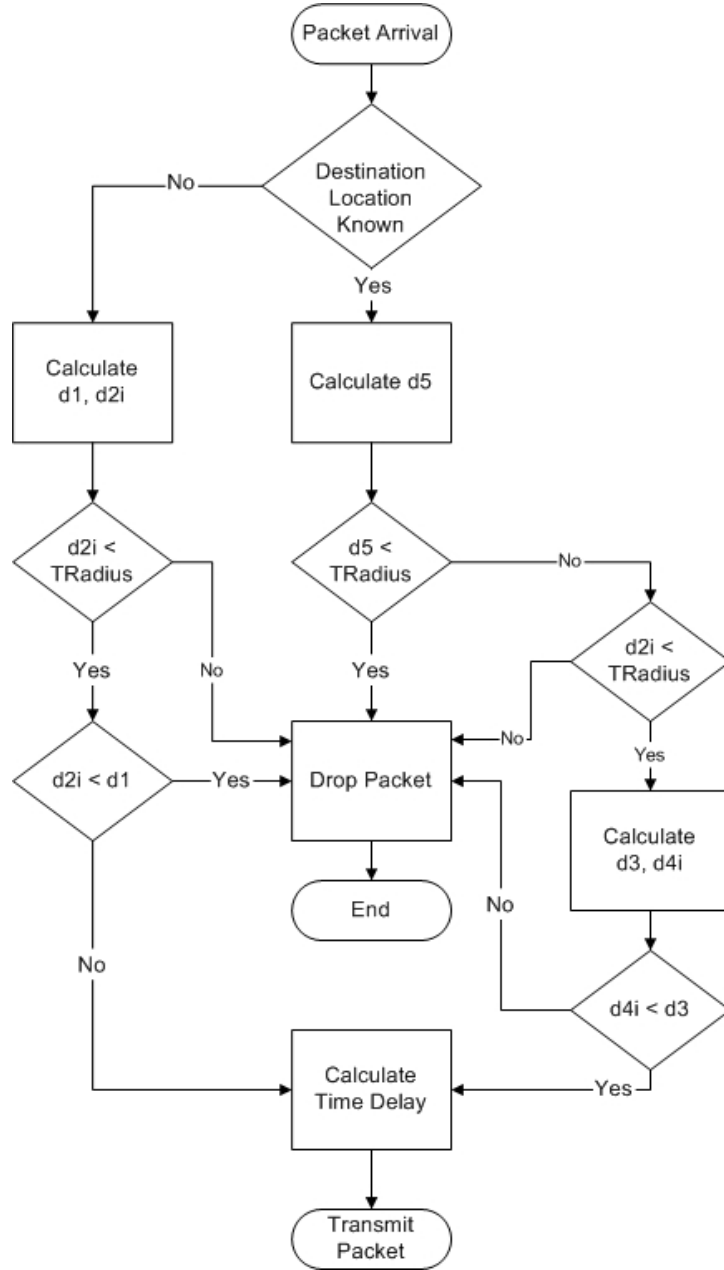 Packet Arrival
Destination
Location
Known
No
Yes
Calculate
d1, d2i
Calculate d5
d2i <
TRadius
d5 <
TRadius
No
d2i <
TRadius
Yes
No
Yes
No
Yes
d2i < d1
Yes
Drop Packet
Calculate
d3, d4i
End
No
No
d4i < d3
Calculate
Time Delay
Yes
Transmit
Packet